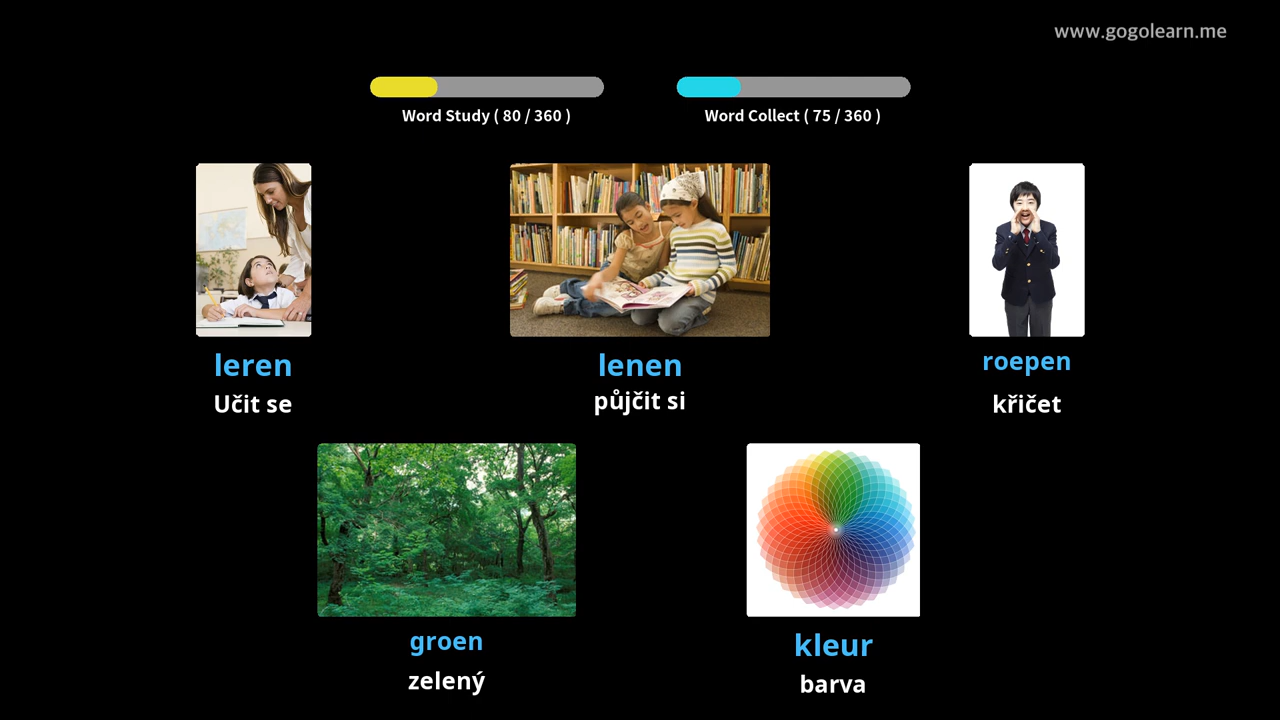 www.gogolearn.me
Word Study ( 80 / 360 )
Word Collect ( 75 / 360 )
leren
lenen
roepen
Učit se
půjčit si
křičet
groen
kleur
zelený
barva